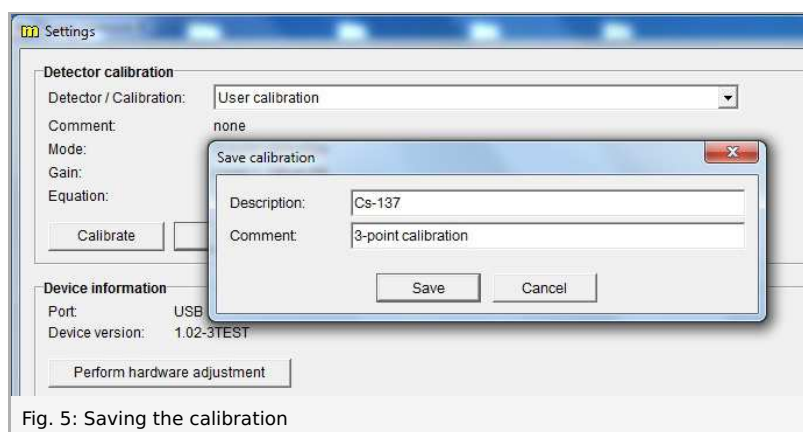 Settings
Detector calibration
Detector / Calibration: User calibration
Comment: none
Mode:
Gain:
Equation:
Calibrate
Save calibration
Description: Cs-137
Comment: 3-point calibration
Save Cancel
Device information
Port: USB
Device version: 1.02-3TEST
Perform hardware adjustment
Fig. 5: Saving the calibration